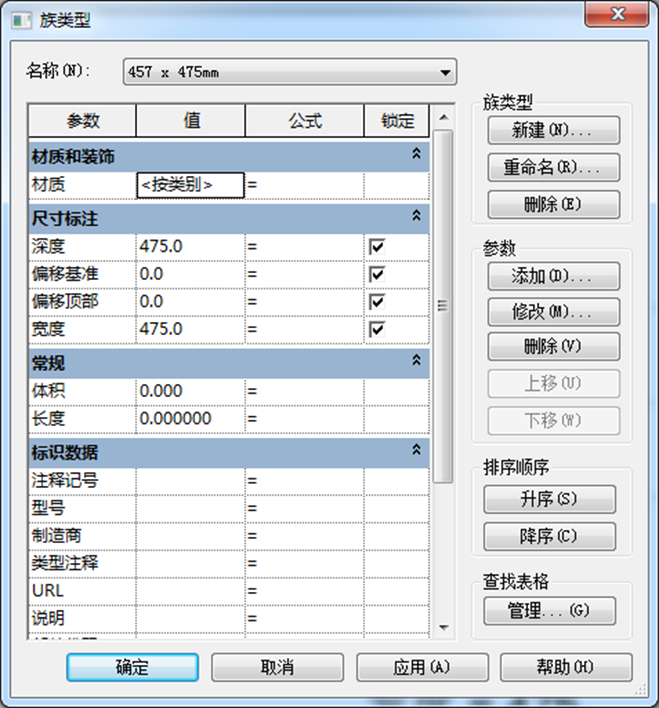 族类型
名称(N):
457 x 475mm
参数 值 公式 锁定
材质和装饰
材质 <按类别> =
尺寸标注
深度 475.0 =
偏移基准 0.0 =
偏移顶部 0.0 =
宽度 475.0 =
常规
体积 0.000 =
长度 0.000000 =
标识数据
注释记号 =
型号 =
制造商 =
类型注释 =
URL =
说明 =
族类型
新建(N)...
重命名(R)...
删除(E)
参数
添加(D)...
修改(M)...
删除(V)
上移(U)
下移(W)
排序顺序
升序(S)
降序(C)
查找表格
管理...(G)
确定 取消 应用(A) 帮助(H)